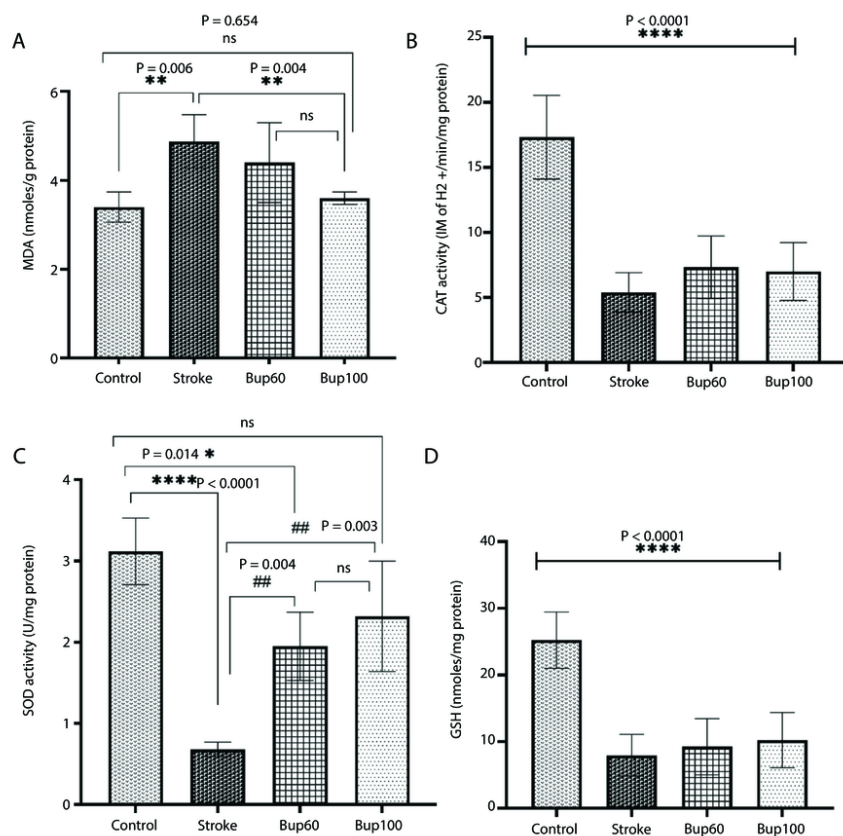 A
P = 0.654
ns
P = 0.006
**
P = 0.004
**
ns
MDA (nmoles/g protein)
6
4
2
0
Control Stroke Bup60 Bup100
B
P < 0.0001
****
CAT activity (IM of H2 +/min/mg protein)
25
20
15
10
5
0
Control Stroke Bup60 Bup100
C
ns
P = 0.014 *
**** P < 0.0001
## P = 0.003
P = 0.004
##
ns
SOD activity (U/mg protein)
4
3
2
1
0
Control Stroke Bup60 Bup100
D
P < 0.0001
****
GSH (nmoles/mg protein)
40
30
20
10
0
Control Stroke Bup60 Bup100